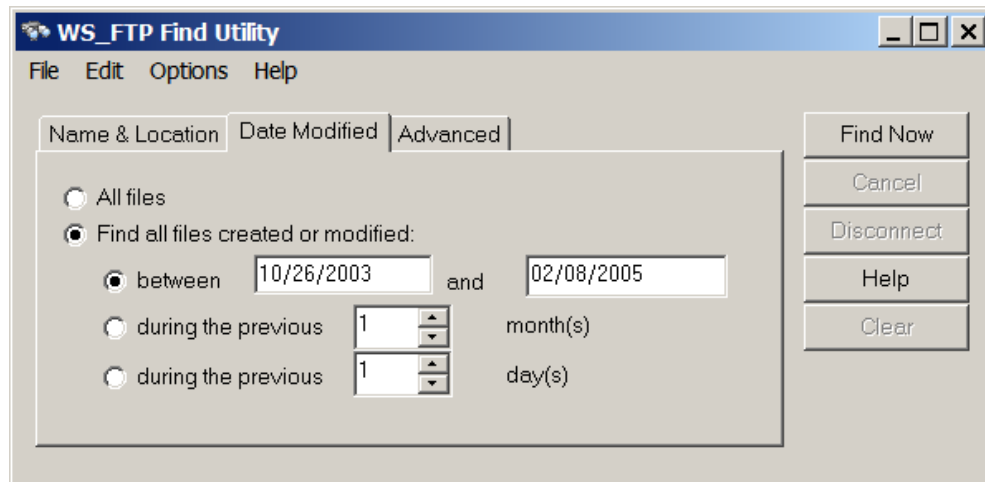 WS_FTP Find Utility
File Edit Options Help
Name & Location Date Modified Advanced
Find Now
Cancel
Disconnect
Help
Clear
All files
Find all files created or modified:
between 10/26/2003 and 02/08/2005
during the previous 1 month(s)
during the previous 1 day(s)